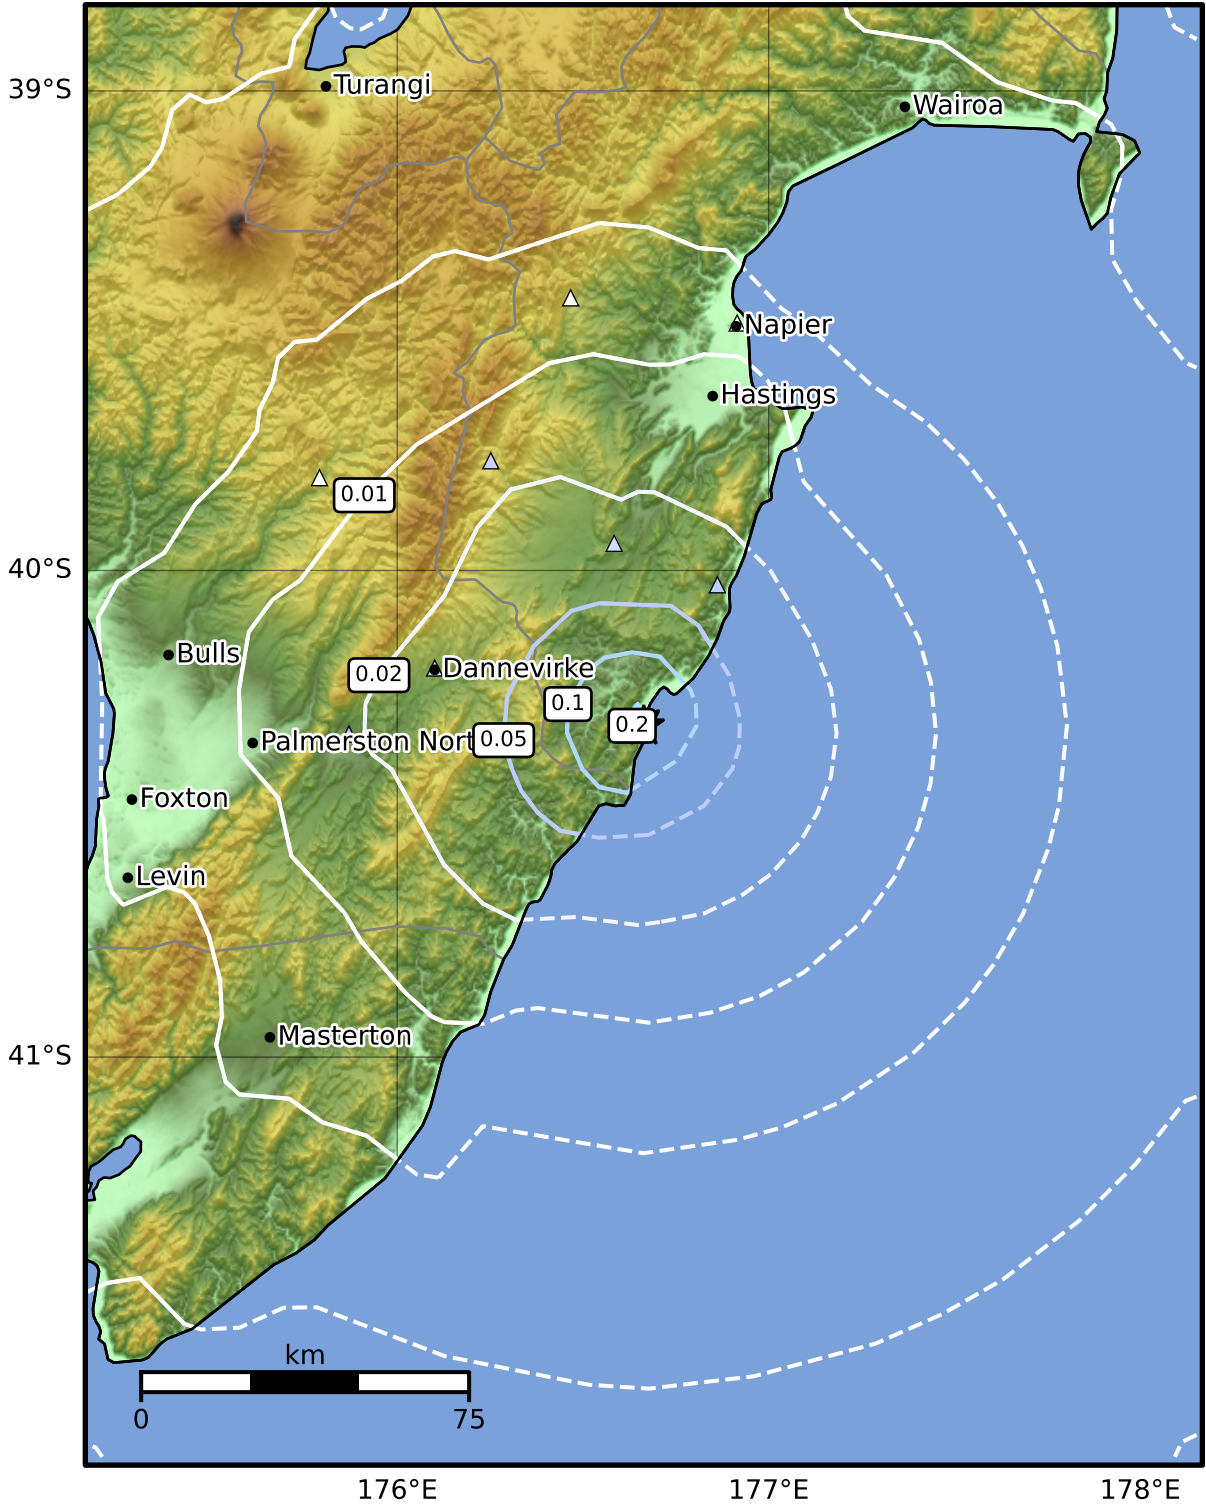 Turangi
39°S
Wairoa
Napier
Hastings
0.01
40°S
Bulls
Dannevirke
0.02
0.1
0.2
Palmerston Nort
0.05
Foxton
Levin
Masterton
41°S
km
0
75
176°E
177°E
178°E